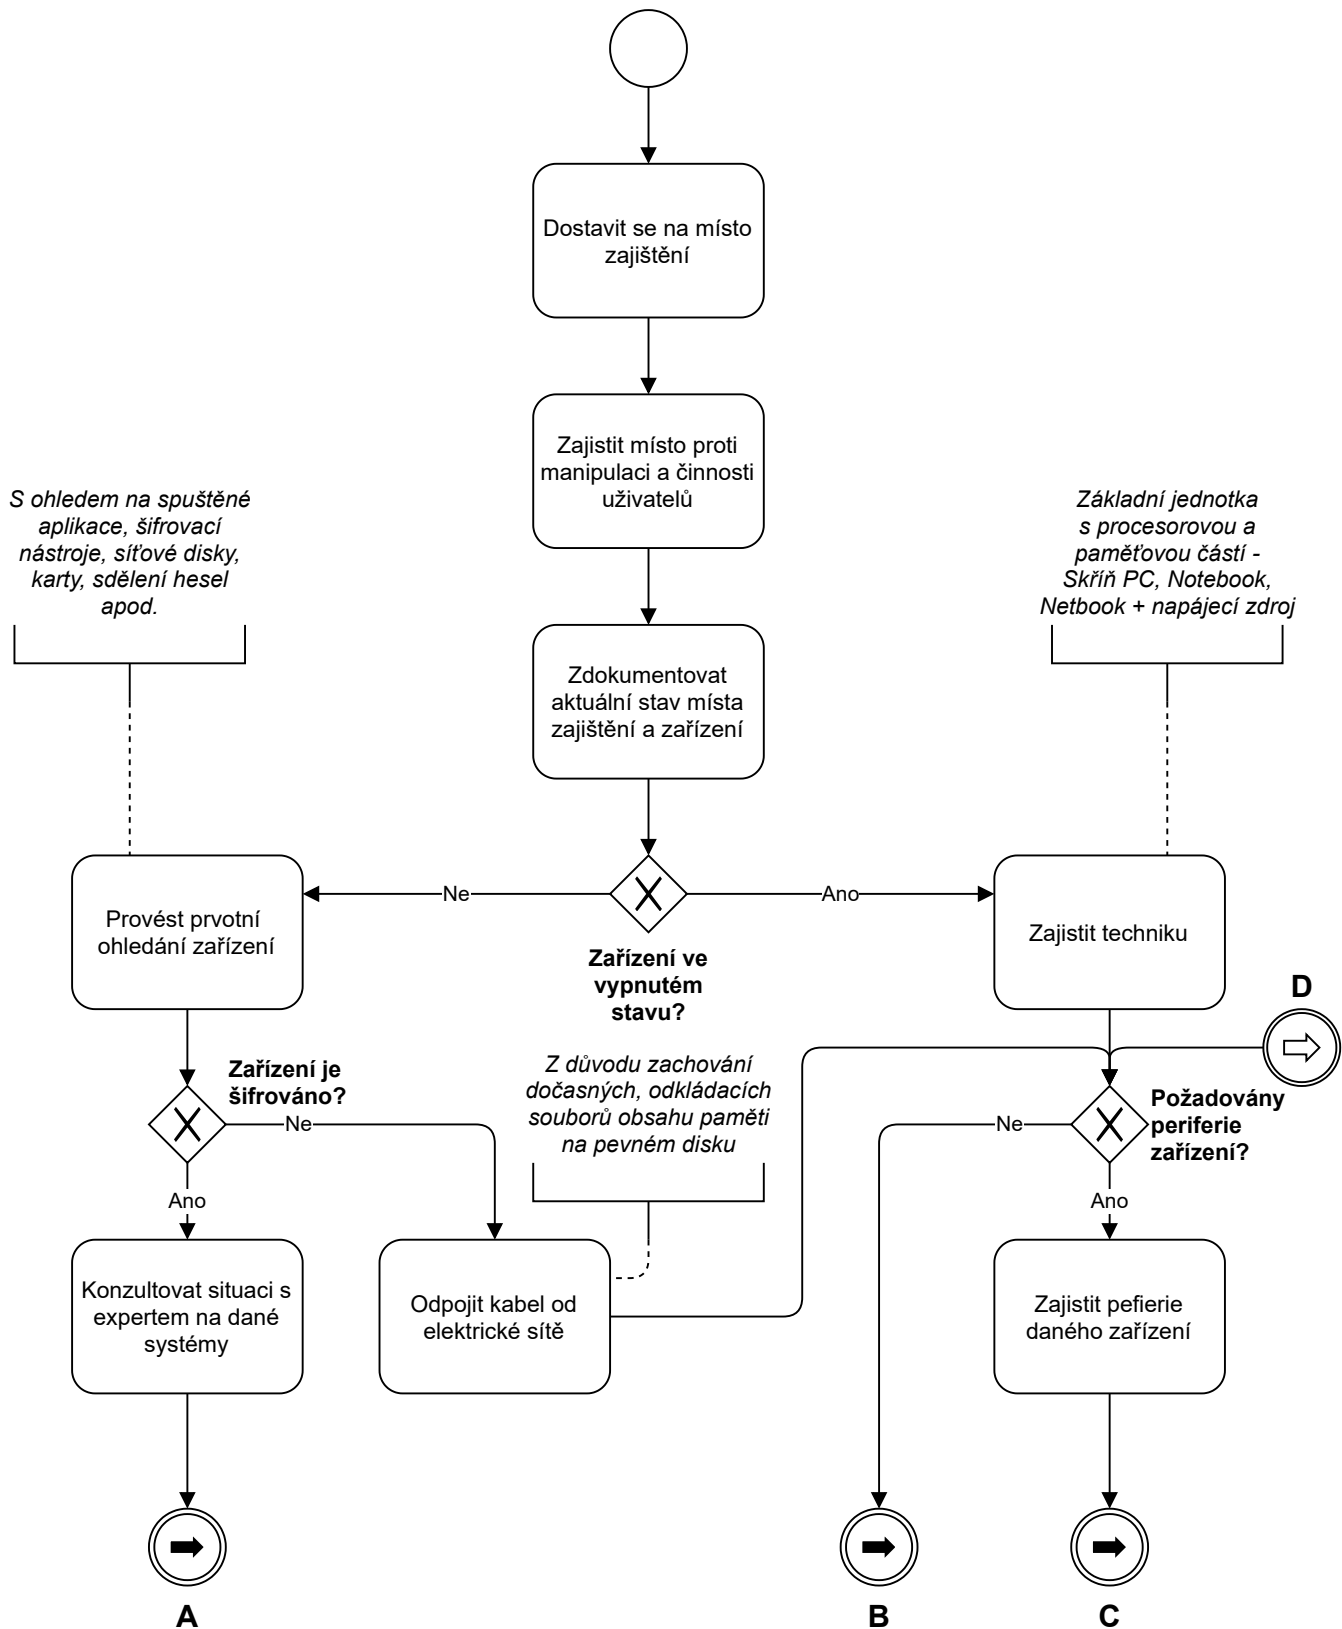 Dostavit se na místo
zajištění
Zajistit místo proti
manipulaci a činnosti
uživatelů
S ohledem na spuštěné
aplikace, šifrovací
nástroje, síťové disky,
karty, sdělení hesel
apod.
Základní jednotka
s procesorovou a
paměťovou částí -
Skříň PC, Notebook,
Netbook + napájecí zdroj
Zdokumentovat
aktuální stav místa
zajištění a zařízení
Provést prvotní
ohledání zařízení
Ne
Ano
Zařízení ve
vypnutém
stavu?
Zajistit techniku
D
Zařízení je
šifrováno?
Ne
Ano
Z důvodu zachování
dočasných, odkládacích
souborů obsahu paměti
na pevném disku
Ne
Požadovány
periferie
zařízení?
Ano
Konzultovat situaci s
expertem na dané
systémy
Odpojit kabel od
elektrické sítě
Zajistit pefierie
daného zařízení
A
B
C